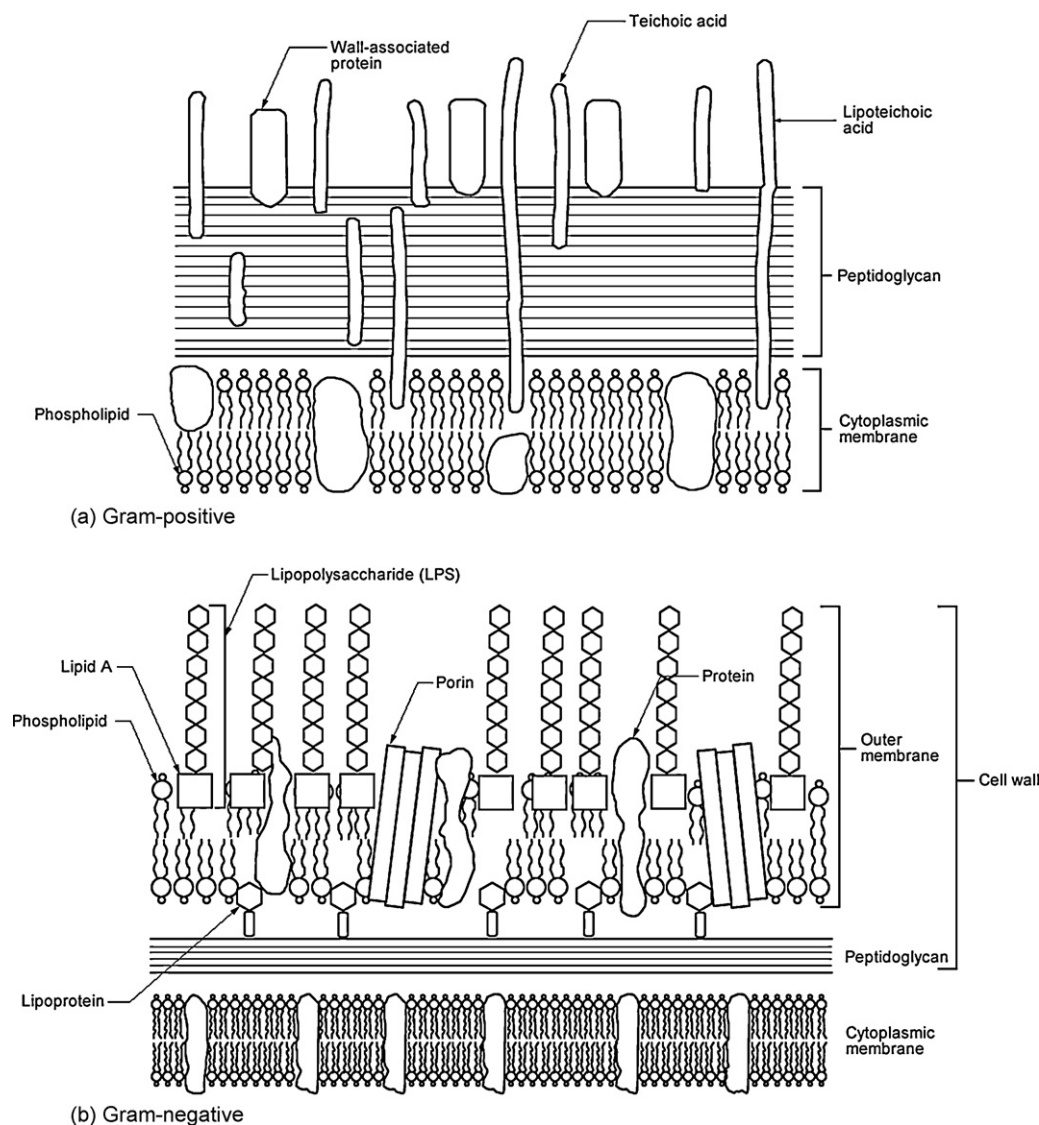 Teichoic acid
Wall-associated
protein
Lipoteichoic
acid
Peptidoglycan
Phospholipid
Cytoplasmic
membrane
(a) Gram-positive
Lipopolysaccharide (LPS)
Lipid A
Porin
Protein
Phospholipid
Outer
membrane
Cell wall
Peptidoglycan
Lipoprotein
Cytoplasmic
membrane
(b) Gram-negative